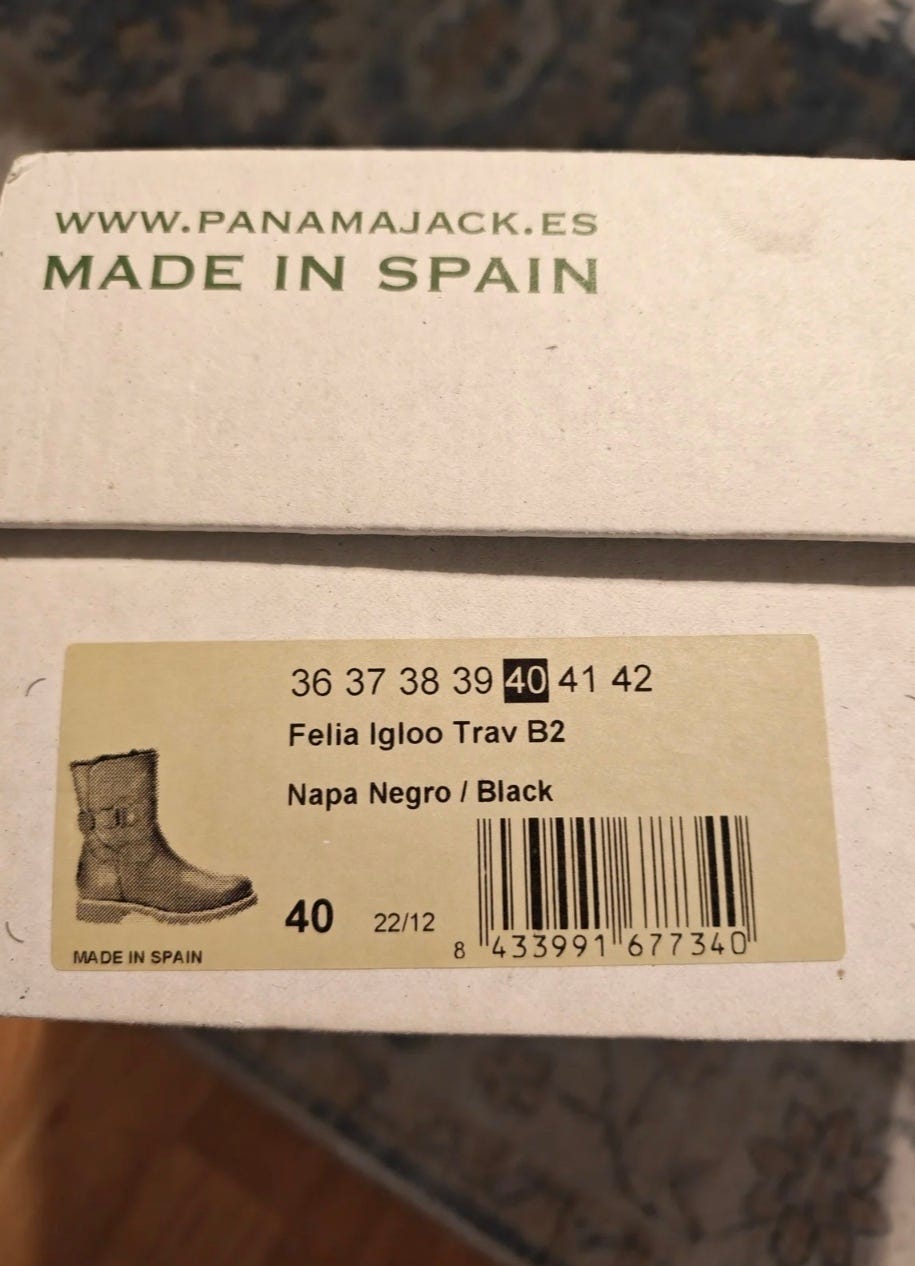 WWW.PANAMAJACK.ES
MADE IN SPAIN
36 37 38 39 40 41 42
Felia Igloo Trav B2
Napa Negro / Black
40 22/12
8 433991 677340
MADE IN SPAIN